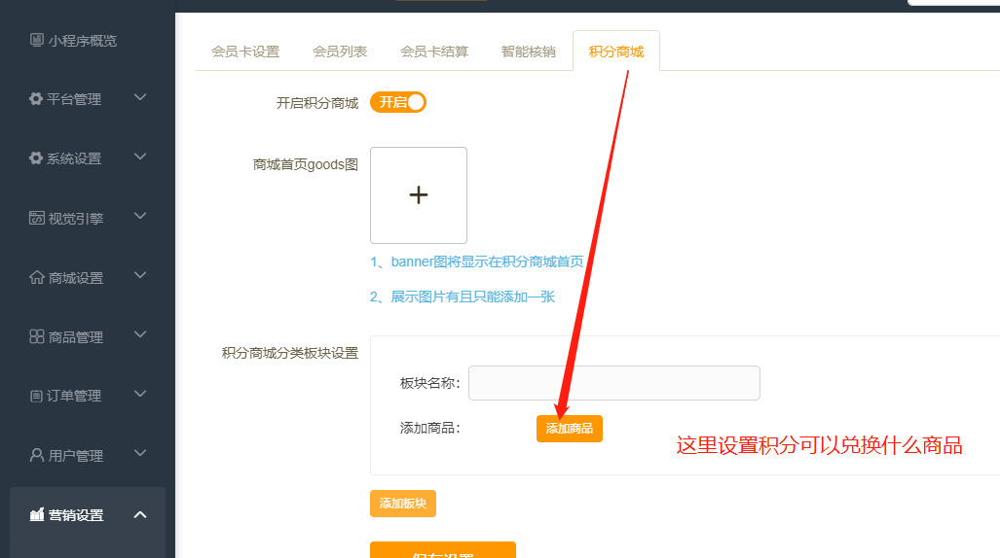 小程序概览
平台管理
系统设置
视觉引擎
商城设置
商品管理
订单管理
用户管理
营销设置
会员卡设置 会员列表 会员卡结算 智能核销 积分商城
开启积分商城 开启
商城首页goods图
+
1、banner图将显示在积分商城首页
2、展示图片有且只能添加一张
积分商城分类板块设置
板块名称:
添加商品: 添加商品
这里设置积分可以兑换什么商品
添加板块
保存设置